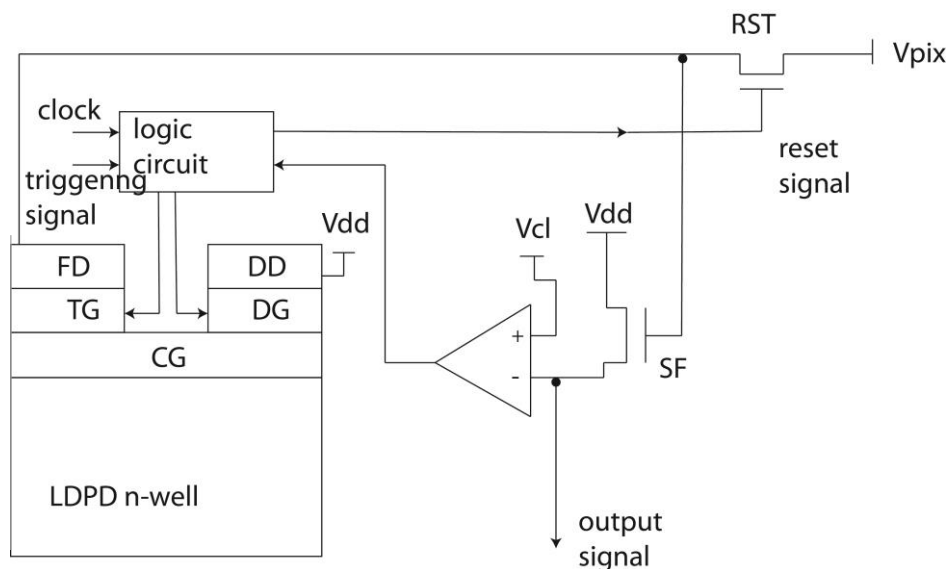 RST
Vpix
clock
logic
circuit
triggenng
signal
reset
signal
Vdd
Vcl
Vdd
FD
DD
TG
DG
CG
+
-
SF
LDPD n-well
output
signal